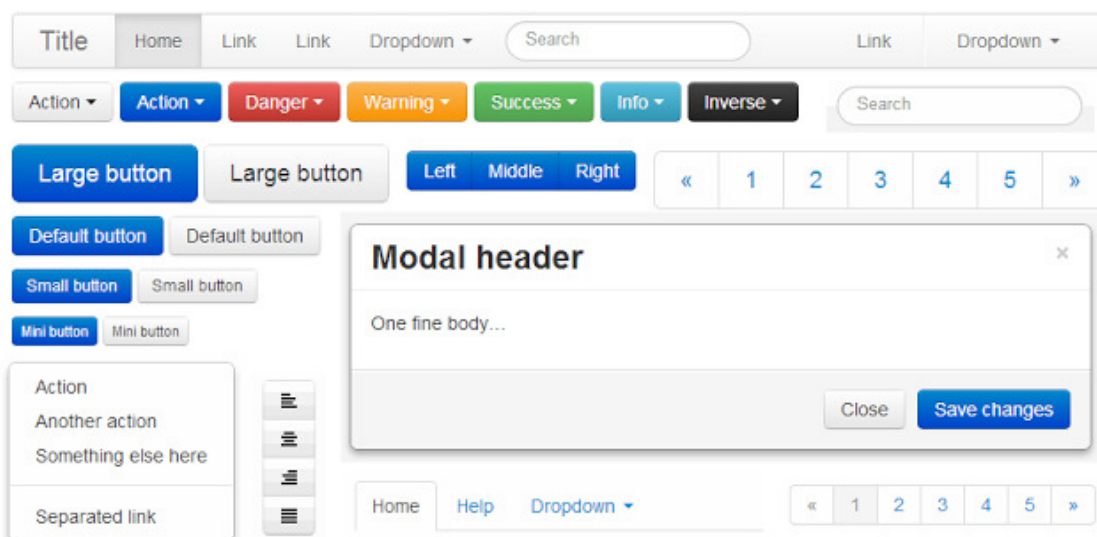 Title Home Link Link Dropdown Search Link Dropdown
Action Action Danger Warning Success Info Inverse Search
Large button Large button Left Middle Right « 1 2 3 4 5 »
Default button Default button
Modal header ×
Small button Small button
One fine body...
Mini button Mini button
Action
Another action
Something else here
Close Save changes
Separated link
Home Help Dropdown « 1 2 3 4 5 »